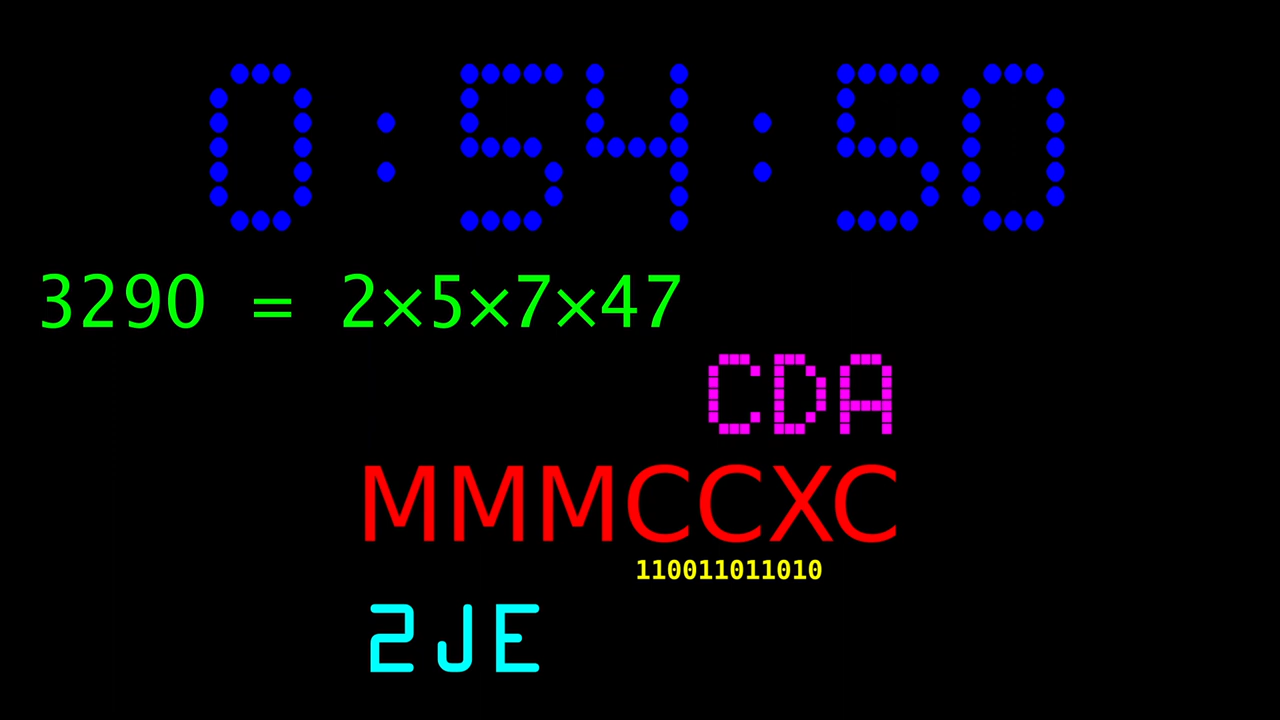 0:54:50
3290 = 2×5×7×47
CDA
MMMCCXC
110011011010
2JE